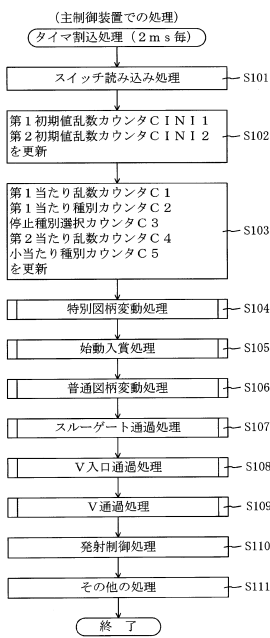 (主制御装置での処理)
タイマ割込処理(2ms毎)
スイッチ読み込み処理
S101
第1初期値乱数カウンタCINI1
第2初期値乱数カウンタCINI2
を更新
S102
第1当たり乱数カウンタC1
第1当たり種別カウンタC2
停止種別選択カウンタC3
第2当たり乱数カウンタC4
小当たり種別カウンタC5
を更新
S103
特別図柄変動処理
S104
始動入賞処理
S105
普通図柄変動処理
S106
スルーゲート通過処理
S107
V入口通過処理
S108
V通過処理
S109
発射制御処理
S110
その他の処理
S111
終 了